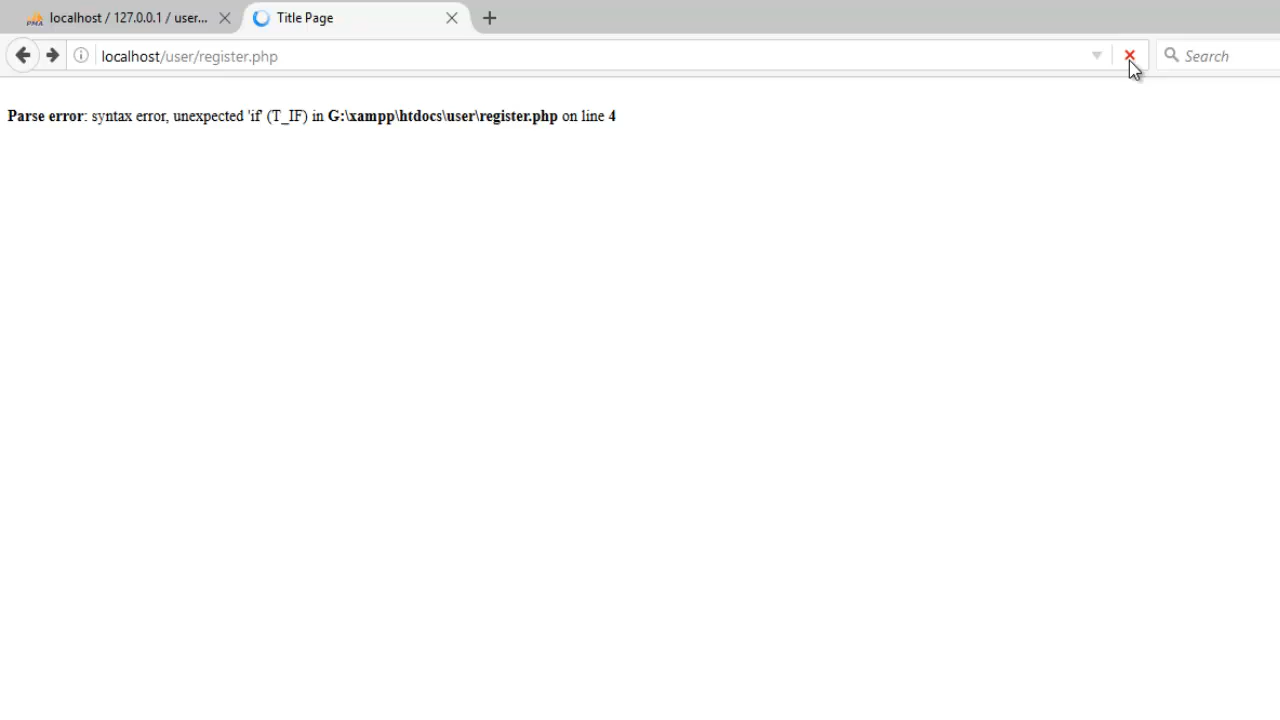 localhost / 127.0.0.1 / user...
Title Page
localhost/user/register.php
Search
Parse error: syntax error, unexpected 'if' (T_IF) in G:\xampp\htdocs\user\register.php on line 4